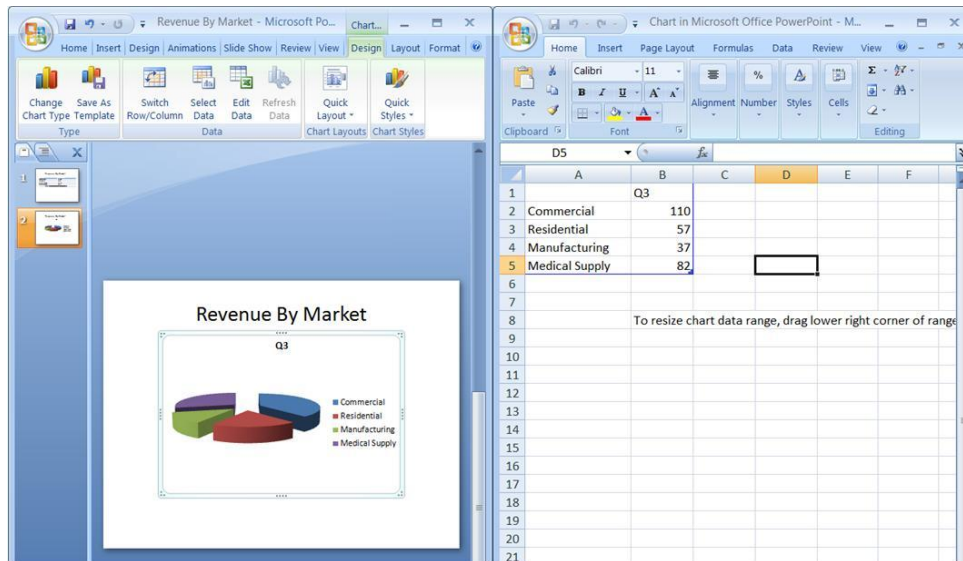 Revenue By Market - Microsoft Po...
Chart...
Home Insert Design Animations Slide Show Review View Design Layout Format
Change Chart Type
Save As Template
Switch Row/Column
Select Data
Edit Data
Refresh Data
Quick Layout
Quick Styles
Type
Data
Chart Layouts
Chart Styles
1
2
Revenue By Market
Q3
Commercial
Residential
Manufacturing
Medical Supply
Chart in Microsoft Office PowerPoint - M...
Home Insert Page Layout Formulas Data Review View
Paste
Calibri 11
B I U A A
A
Alignment
%
Number
A
Styles
Cells
Σ
Clipboard
Font
Editing
D5 fx
A B C D E F
1 Q3
2 Commercial 110
3 Residential 57
4 Manufacturing 37
5 Medical Supply 82
6
7
8 To resize chart data range, drag lower right corner of range
9
10
11
12
13
14
15
16
17
18
19
20
21